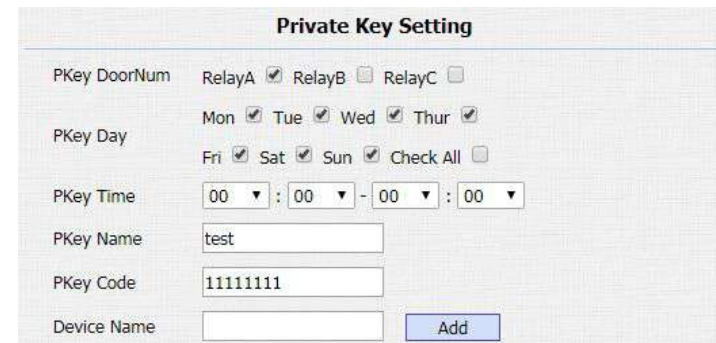 Private Key Setting
PKey DoorNum RelayA RelayB RelayC
Mon Tue Wed Thur
PKey Day
Fri Sat Sun Check All
PKey Time 00 : 00 - 00 : 00
PKey Name test
PKey Code 11111111
Device Name Add